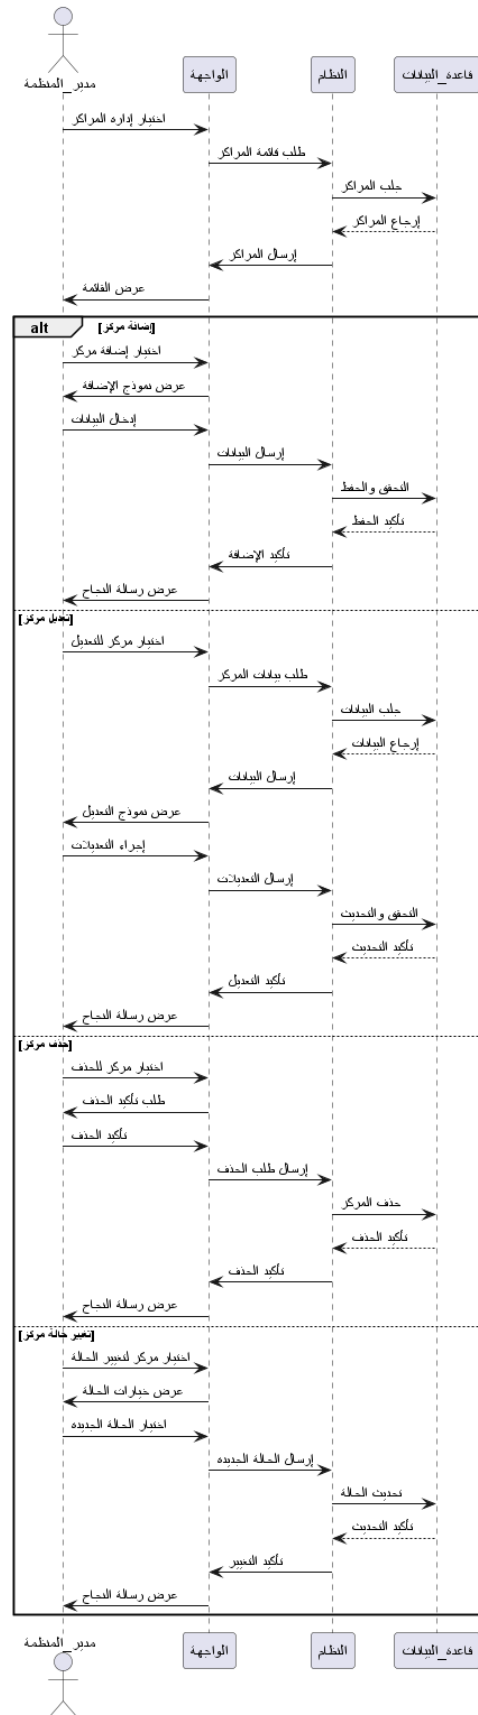 مدير_المنظمة
الواجهة
النظام
قاعدة_البيانات
اختيار إدارة المراكز
طلب قائمة المراكز
جلب المراكز
إرجاع المراكز
إرسال المراكز
عرض القائمة
alt
[إضافة مركز]
اختيار إضافة مركز
عرض نموذج الإضافة
إدخال البيانات
إرسال البيانات
التحقق والحفظ
تأكيد الحفظ
تأكيد الإضافة
عرض رسالة النجاح
[تعديل مركز]
اختيار مركز للتعديل
طلب بيانات المركز
جلب البيانات
إرجاع البيانات
إرسال البيانات
عرض نموذج التعديل
إجراء التعديلات
إرسال التعديلات
التحقق والتحديث
تأكيد التحديث
تأكيد التعديل
عرض رسالة النجاح
[حذف مركز]
اختيار مركز للحذف
طلب تأكيد الحذف
تأكيد الحذف
إرسال طلب الحذف
حذف المركز
تأكيد الحذف
تأكيد الحذف
عرض رسالة النجاح
[تغيير حالة مركز]
اختيار مركز لتغيير الحالة
عرض خيارات الحالة
اختيار الحالة الجديدة
إرسال الحالة الجديدة
تحديث الحالة
تأكيد التحديث
تأكيد التغيير
عرض رسالة النجاح
مدير_المنظمة
الواجهة
النظام
قاعدة_البيانات